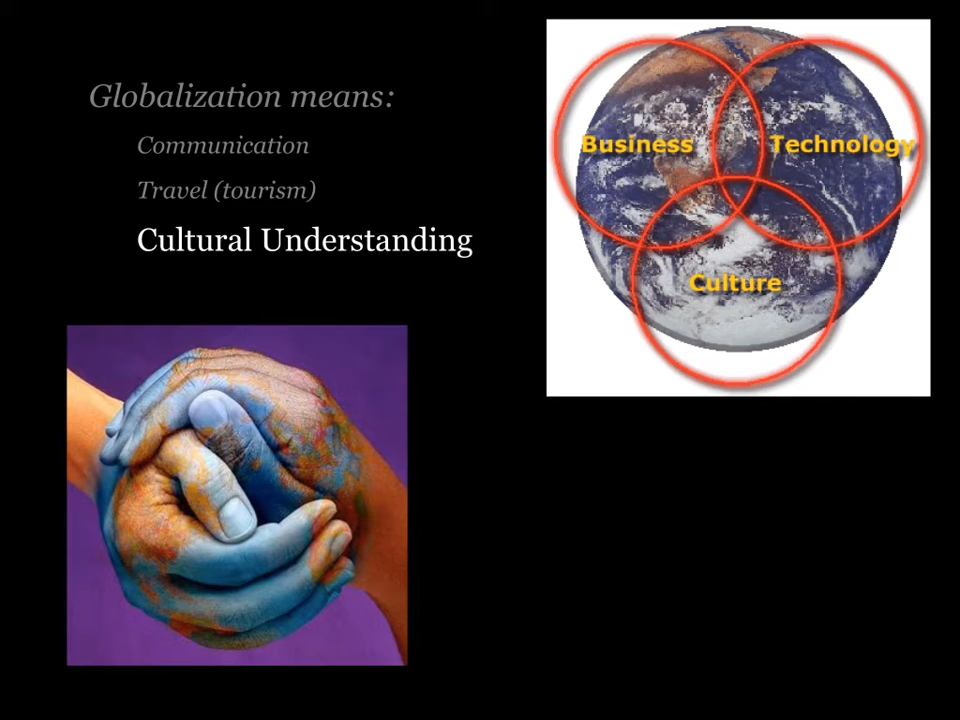 Globalization means:
Communication
Travel (tourism)
Cultural Understanding
Business
Technology
Culture